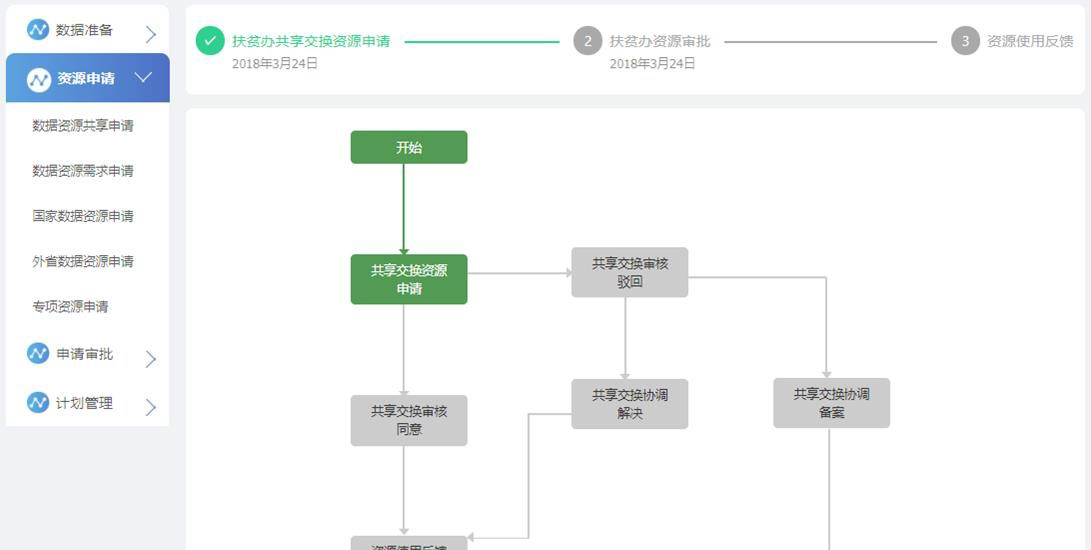 数据准备
资源申请
数据资源共享申请
数据资源需求申请
国家数据资源申请
外省数据资源申请
专项资源申请
申请审批
计划管理
扶贫办共享交换资源申请
2018年3月24日
2
扶贫办资源审批
2018年3月24日
3
资源使用反馈
开始
共享交换资源
申请
共享交换审核
驳回
共享交换审核
同意
共享交换协调
解决
共享交换协调
备案
资源使用反馈